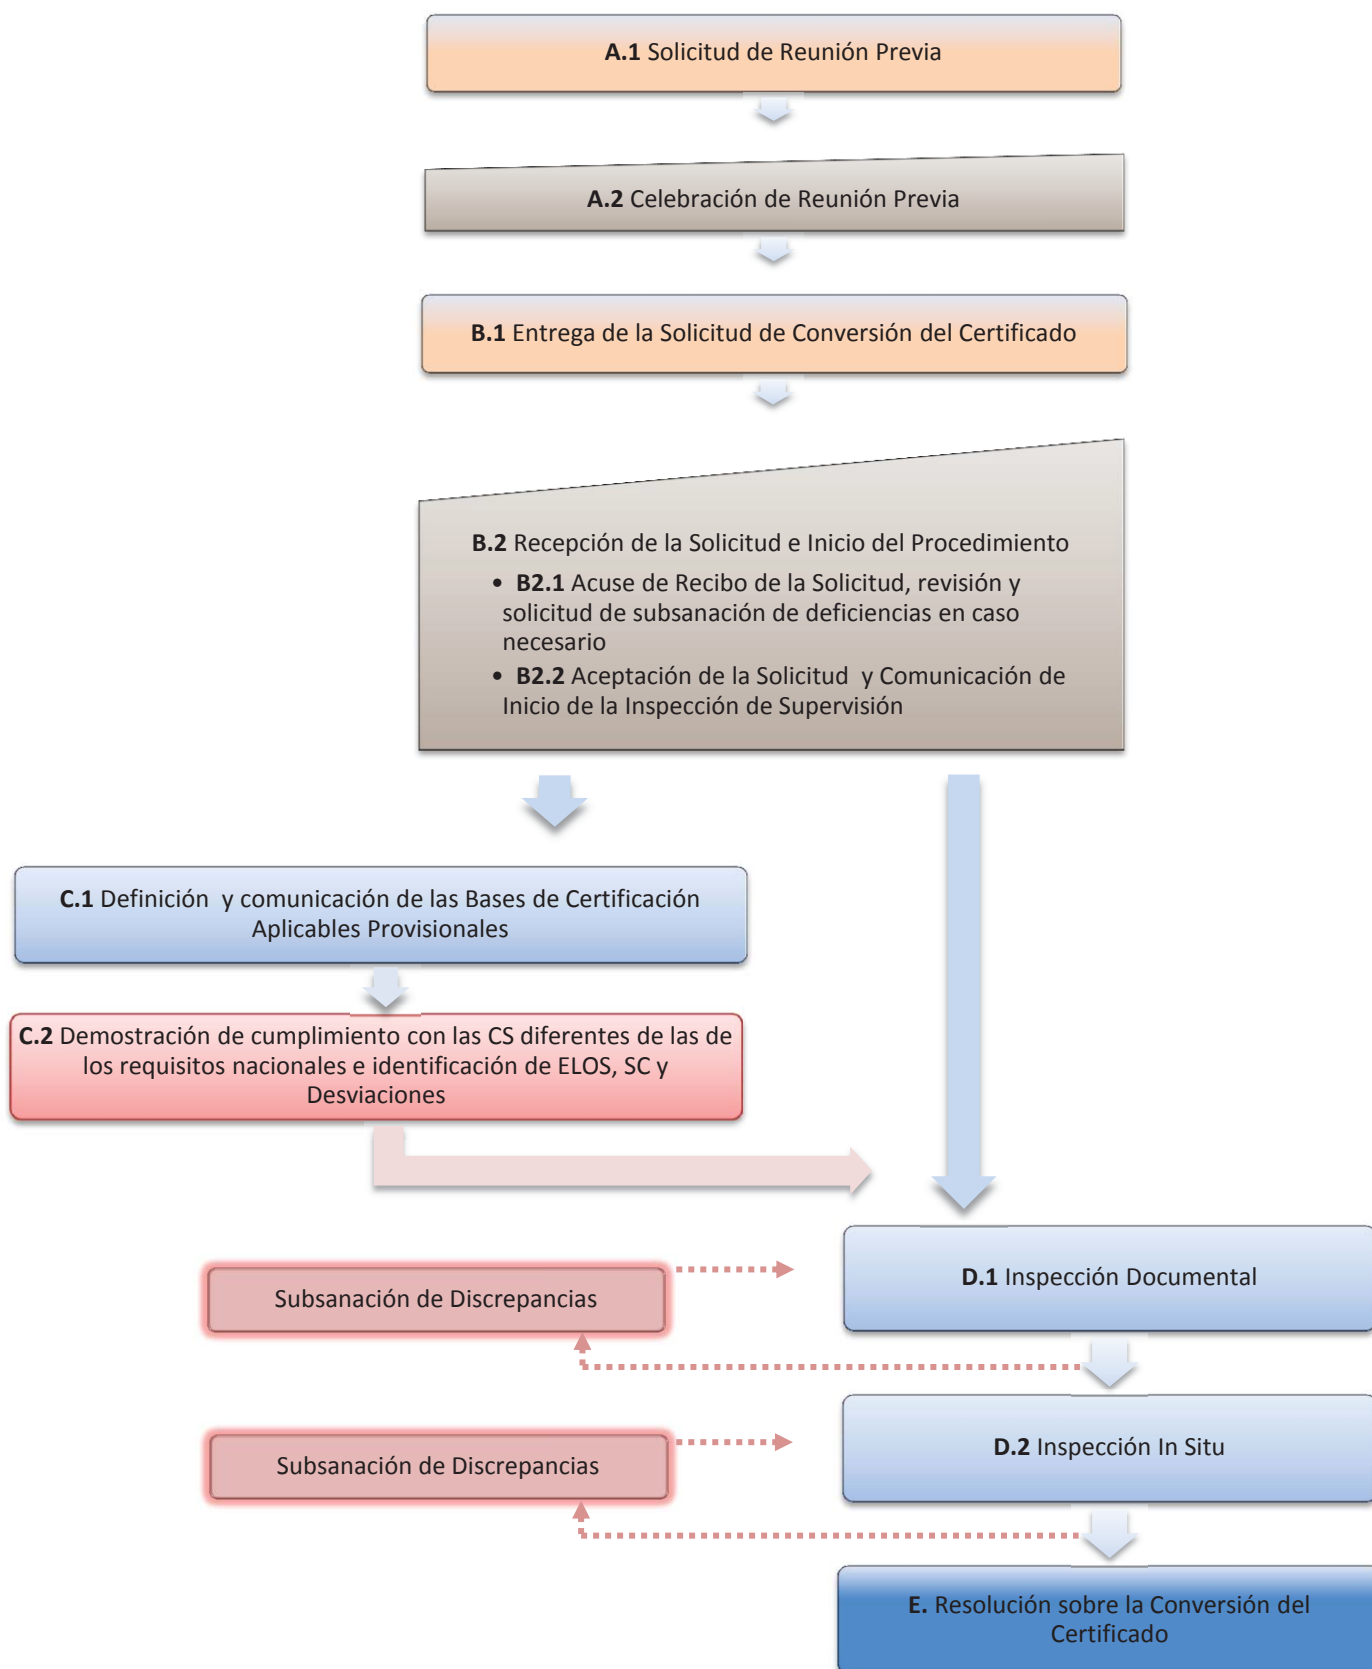 A.1 Solicitud de Reunión Previa
A.2 Celebración de Reunión Previa
B.1 Entrega de la Solicitud de Conversión del Certificado
B.2 Recepción de la Solicitud e Inicio del Procedimiento
• B2.1 Acuse de Recibo de la Solicitud, revisión y
solicitud de subsanación de deficiencias en caso
necesario
• B2.2 Aceptación de la Solicitud y Comunicación de
Inicio de la Inspección de Supervisión
C.1 Definición y comunicación de las Bases de Certificación
Aplicables Provisionales
C.2 Demostración de cumplimiento con las CS diferentes de las de
los requisitos nacionales e identificación de ELOS, SC y
Desviaciones
D.1 Inspección Documental
Subsanación de Discrepancias
D.2 Inspección In Situ
Subsanación de Discrepancias
E. Resolución sobre la Conversión del
Certificado